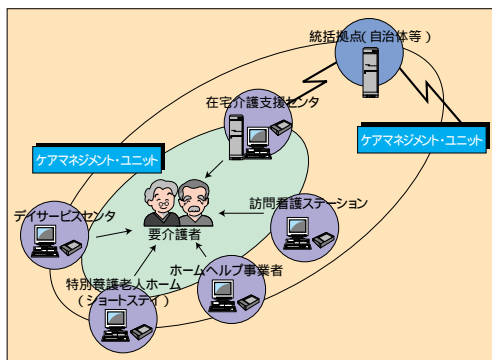 統括拠点(自治体等)
在宅介護支援センタ
ケアマネジメント・ユニット
ケアマネジメント・ユニット
訪問看護ステーション
デイサービスセンタ
要介護者
ホームヘルプ事業者
特別養護老人ホーム
(ショートステイ)